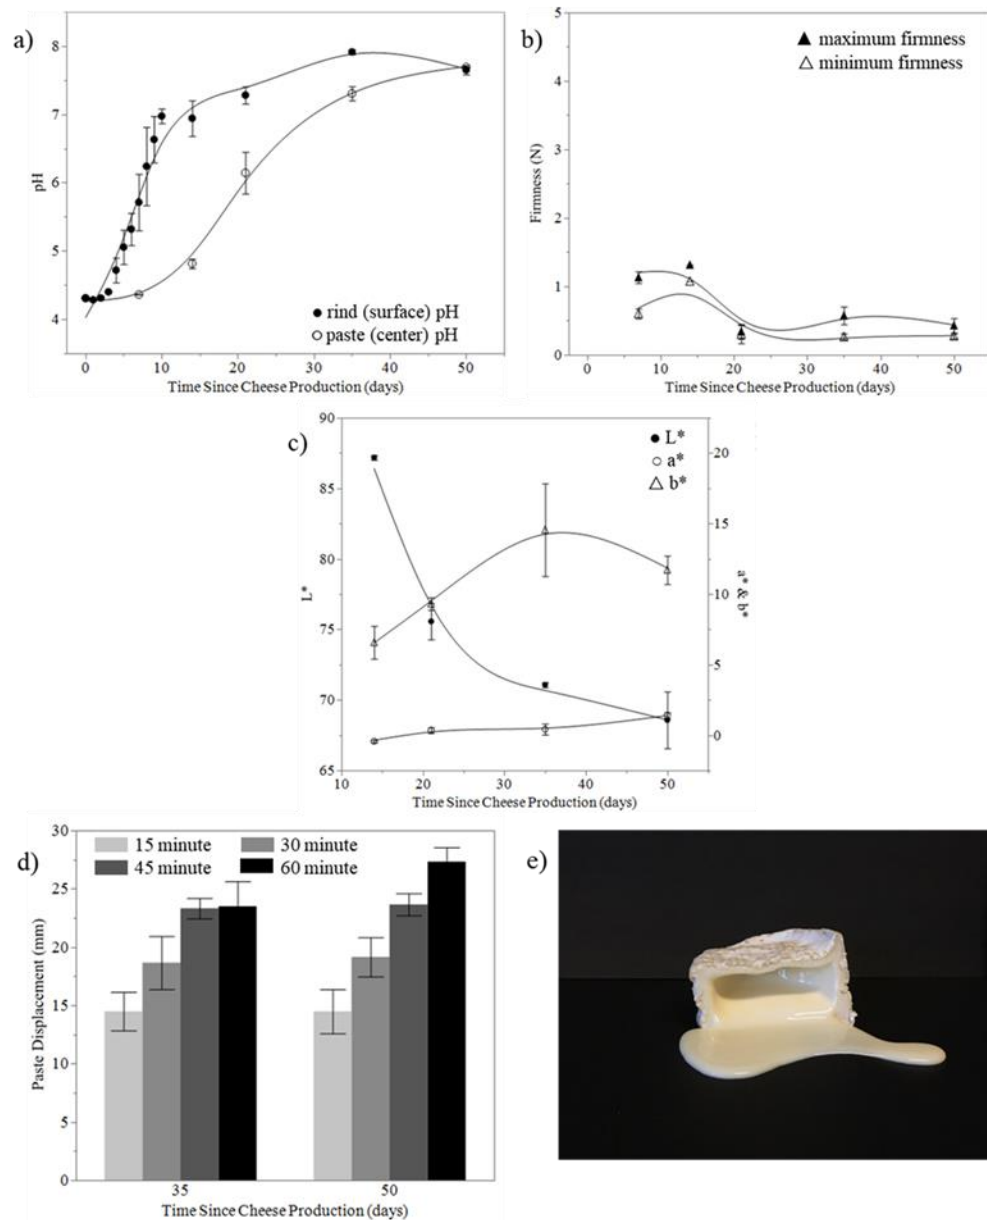 a)
8
7
6
5
4
pH
● rind (surface) pH
○ paste (center) pH
0 10 20 30 40 50
Time Since Cheese Production (days)
b)
5
4
3
2
1
0
Firmness (N)
▲ maximum firmness
△ minimum firmness
0 10 20 30 40 50
Time Since Cheese Production (days)
c)
90
85
80
75
70
65
L*
● L*
○ a*
△ b*
20
15
10
5
0
a* & b*
10 20 30 40 50
Time Since Cheese Production (days)
d)
30
25
20
15
10
5
0
Paste Displacement (mm)
15 minute 30 minute
45 minute 60 minute
35 50
Time Since Cheese Production (days)
e)